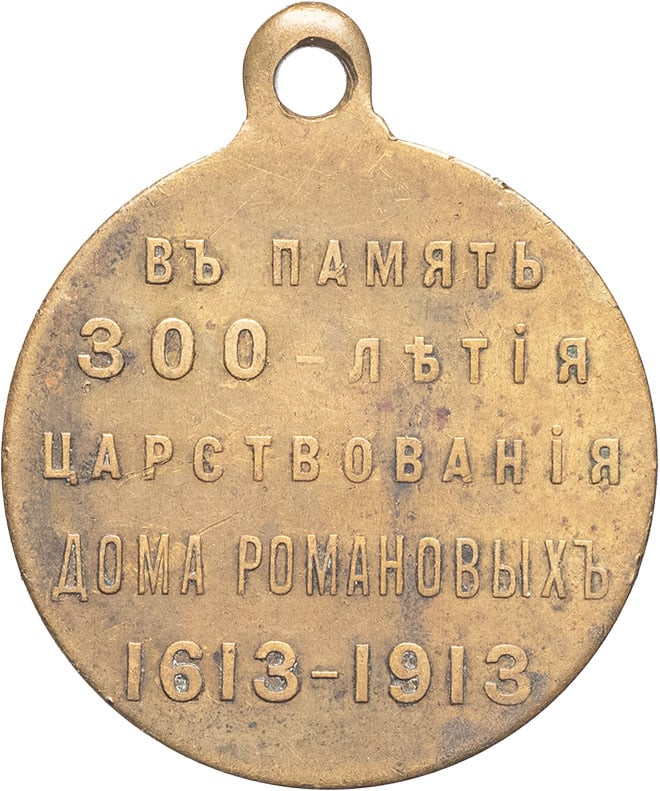 ВЪ ПАМЯТЬ
300-ЛѢТІЯ
ЦАРСТВОВАНІЯ
ДОМА РОМАНОВЫХЪ
1613-1913